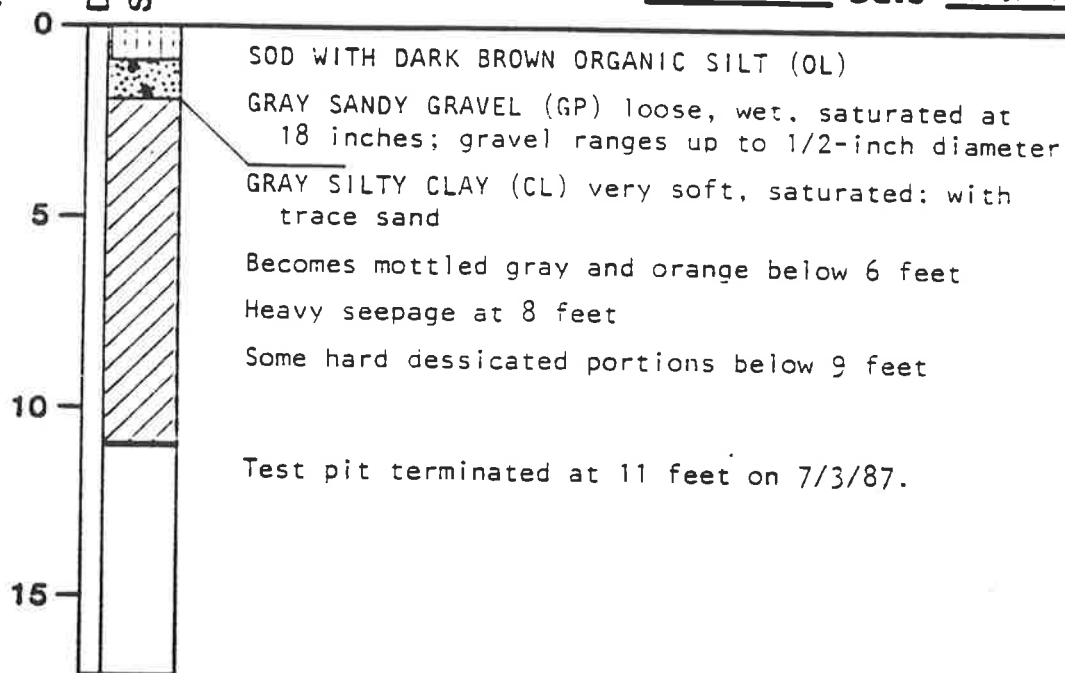 0
SOD WITH DARK BROWN ORGANIC SILT (OL)
GRAY SANDY GRAVEL (GP) loose, wet. saturated at
18 inches; gravel ranges up to 1/2-inch diameter
GRAY SILTY CLAY (CL) very soft, saturated: with
5
trace sand
Becomes mottled gray and orange below 6 feet
Heavy seepage at 8 feet
Some hard dessicated portions below 9 feet
10
Test pit terminated at 11 feet on 7/3/87.
15